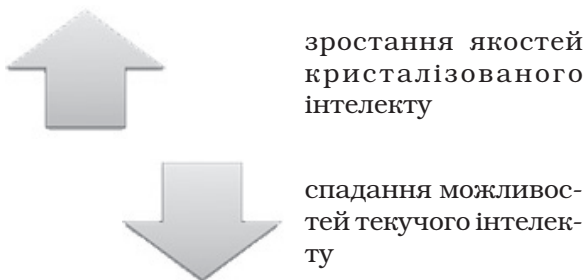 зростання якостей
кристалізованого
інтелекту
спадання можливос-
тей текучого інтелек-
ту